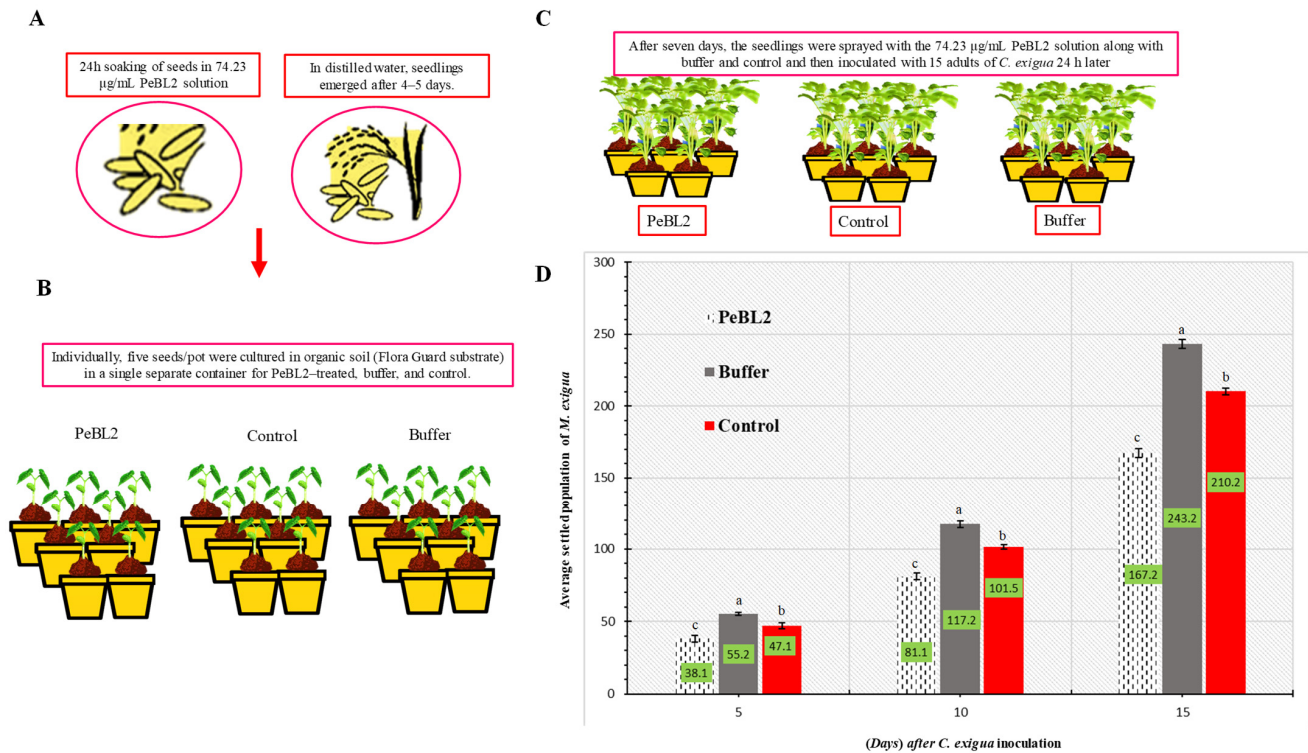 A
24h soaking of seeds in 74.23
µg/mL PeBL2 solution
In distilled water, seedlings
emerged after 4–5 days.
B
Individually, five seeds/pot were cultured in organic soil (Flora Guard substrate)
in a single separate container for PeBL2–treated, buffer, and control.
PeBL2
Control
Buffer
C
After seven days, the seedlings were sprayed with the 74.23 µg/mL PeBL2 solution along with
buffer and control and then inoculated with 15 adults of C. exigua 24 h later
PeBL2
Control
Buffer
D
Average settled population of M. exigua
300
250
200
150
100
50
0
PeBL2
Buffer
Control
c
a
b
38.1
55.2
47.1
c
a
b
81.1
117.2
101.5
c
a
b
167.2
243.2
210.2
5
10
15
(Days) after C. exigua inoculation